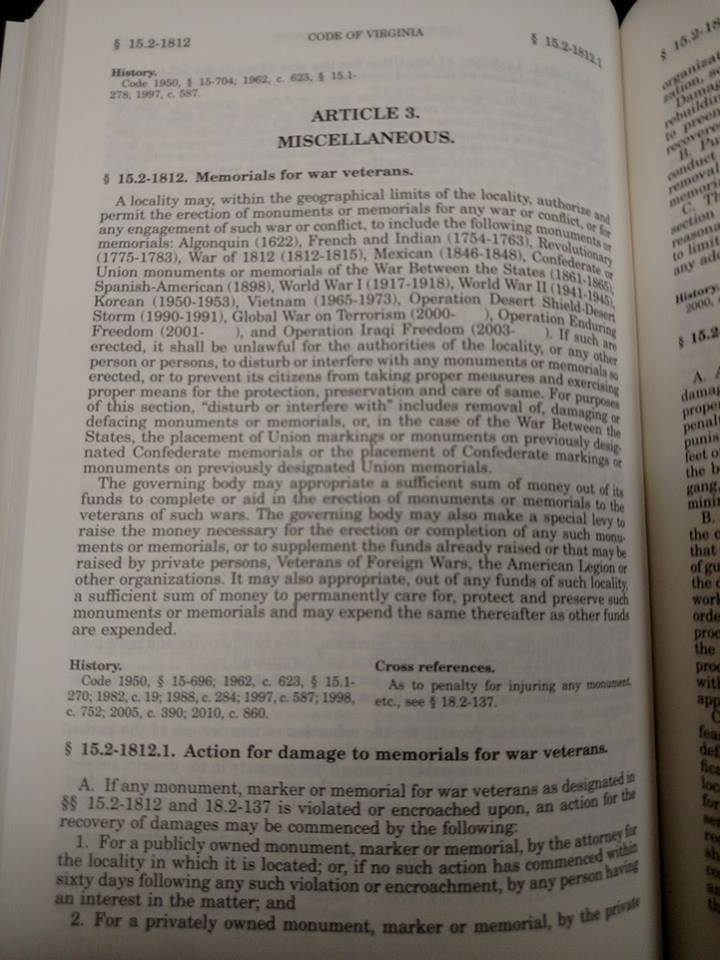 § 15.2-1812
CODE OF VIRGINIA
§ 15.2-1812.1
History.
Code 1950, § 15-704; 1962, c. 623, § 15.1-
278; 1997, c. 587.
ARTICLE 3.
MISCELLANEOUS.
§ 15.2-1812. Memorials for war veterans.
A locality may, within the geographical limits of the locality, authorize and
permit the erection of monuments or memorials for any war or conflict, or for
any engagement of such war or conflict, to include the following monuments or
memorials: Algonquin (1622), French and Indian (1754-1763), Revolutionary
(1775-1783), War of 1812 (1812-1815), Mexican (1846-1848), Confederate or
Union monuments or memorials of the War Between the States (1861-1865),
Spanish-American (1898), World War I (1917-1918), World War II (1941-1945),
Korean (1950-1953), Vietnam (1965-1973), Operation Desert Shield-Desert
Storm (1990-1991), Global War on Terrorism (2000- ), Operation Enduring
Freedom (2001- ), and Operation Iraqi Freedom (2003- ). If such are
erected, it shall be unlawful for the authorities of the locality, or any other
person or persons, to disturb or interfere with any monuments or memorials so
erected, or to prevent its citizens from taking proper measures and exercising
proper means for the protection, preservation and care of same. For purposes
of this section, "disturb or interfere with" includes removal of, damaging or
defacing monuments or memorials, or, in the case of the War Between the
States, the placement of Union markings or monuments on previously desig-
nated Confederate memorials or the placement of Confederate markings or
monuments on previously designated Union memorials.
The governing body may appropriate a sufficient sum of money out of its
funds to complete or aid in the erection of monuments or memorials to the
veterans of such wars. The governing body may also make a special levy to
raise the money necessary for the erection or completion of any such monu-
ments or memorials, or to supplement the funds already raised or that may be
raised by private persons, Veterans of Foreign Wars, the American Legion or
other organizations. It may also appropriate, out of any funds of such locality,
a sufficient sum of money to permanently care for, protect and preserve such
monuments or memorials and may expend the same thereafter as other funds
are expended.
History.
Code 1950, § 15-696; 1962, c. 623, § 15.1-
270; 1982, c. 19; 1988, c. 284; 1997, c. 587; 1998,
c. 752; 2005, c. 390; 2010, c. 860.
Cross references.
As to penalty for injuring any monument,
etc., see § 18.2-137.
§ 15.2-1812.1. Action for damage to memorials for war veterans.
A. If any monument, marker or memorial for war veterans as designated in
§§ 15.2-1812 and 18.2-137 is violated or encroached upon, an action for the
recovery of damages may be commenced by the following:
1. For a publicly owned monument, marker or memorial, by the attorney for
the locality in which it is located; or, if no such action has commenced within
sixty days following any such violation or encroachment, by any person having
an interest in the matter; and
2. For a privately owned monument, marker or memorial, by the private